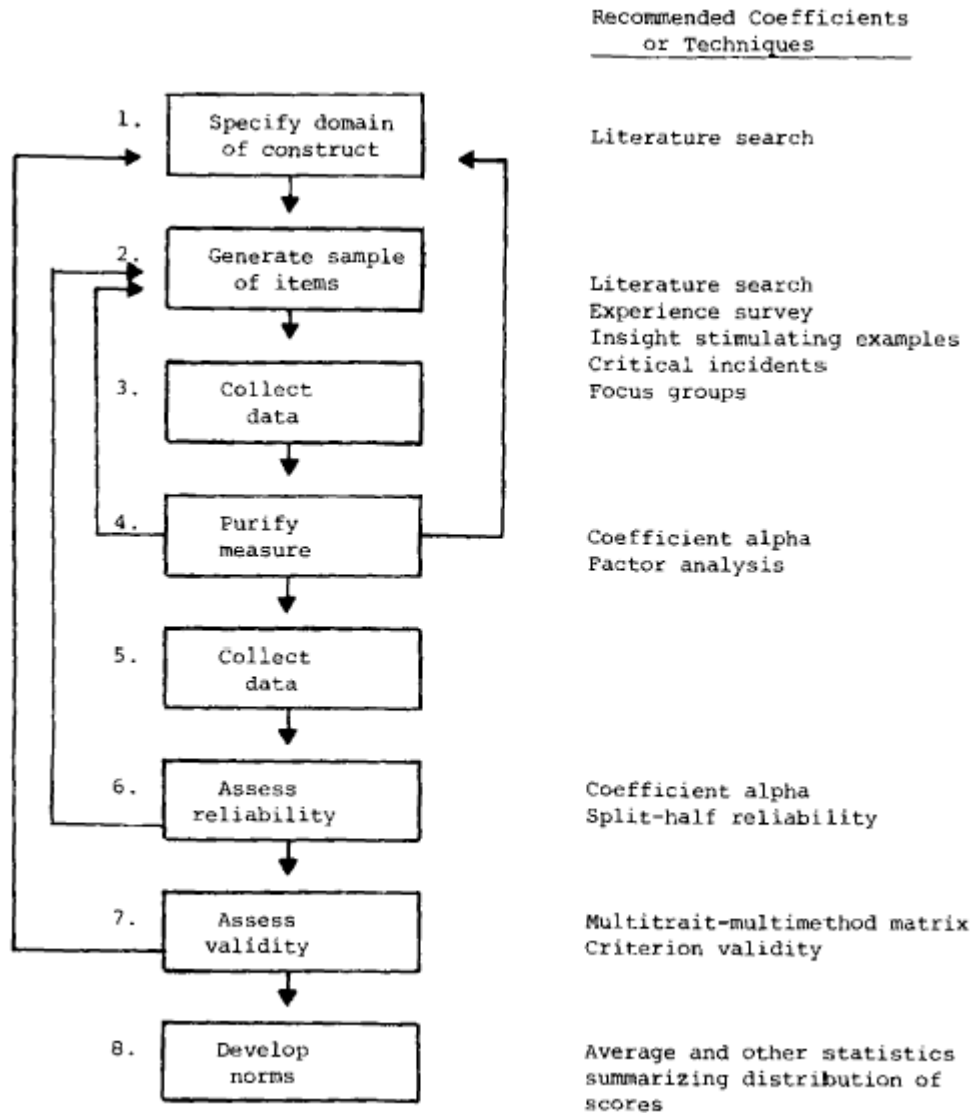 Recommended Coefficients
or Techniques
1. Specify domain
of construct
Literature search
2. Generate sample
of items
Literature search
Experience survey
Insight stimulating examples
Critical incidents
Focus groups
3. Collect
data
4. Purify
measure
Coefficient alpha
Factor analysis
5. Collect
data
6. Assess
reliability
Coefficient alpha
Split-half reliability
7. Assess
validity
Multitrait-multimethod matrix
Criterion validity
8. Develop
norms
Average and other statistics
summarizing distribution of
scores